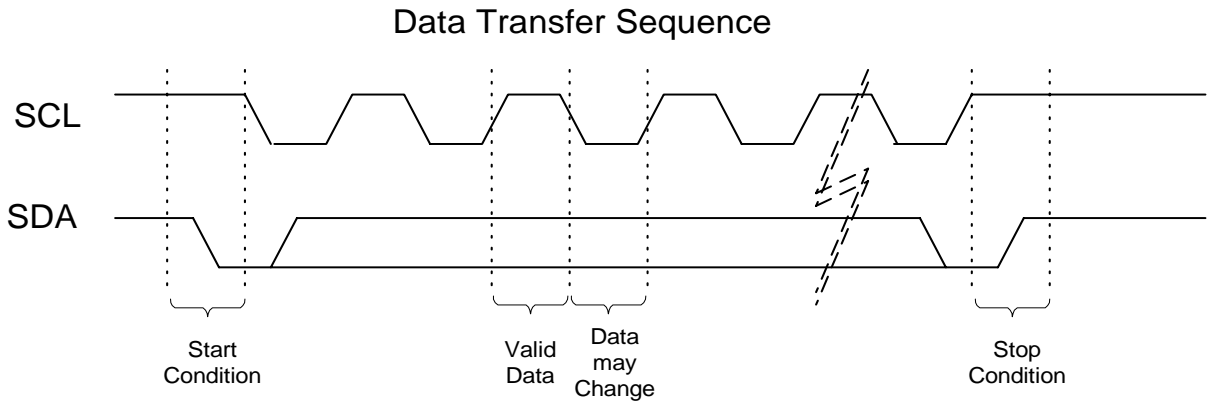 Data Transfer Sequence
SCL
SDA
Start
Condition
Valid
Data
Data
may
Change
Stop
Condition